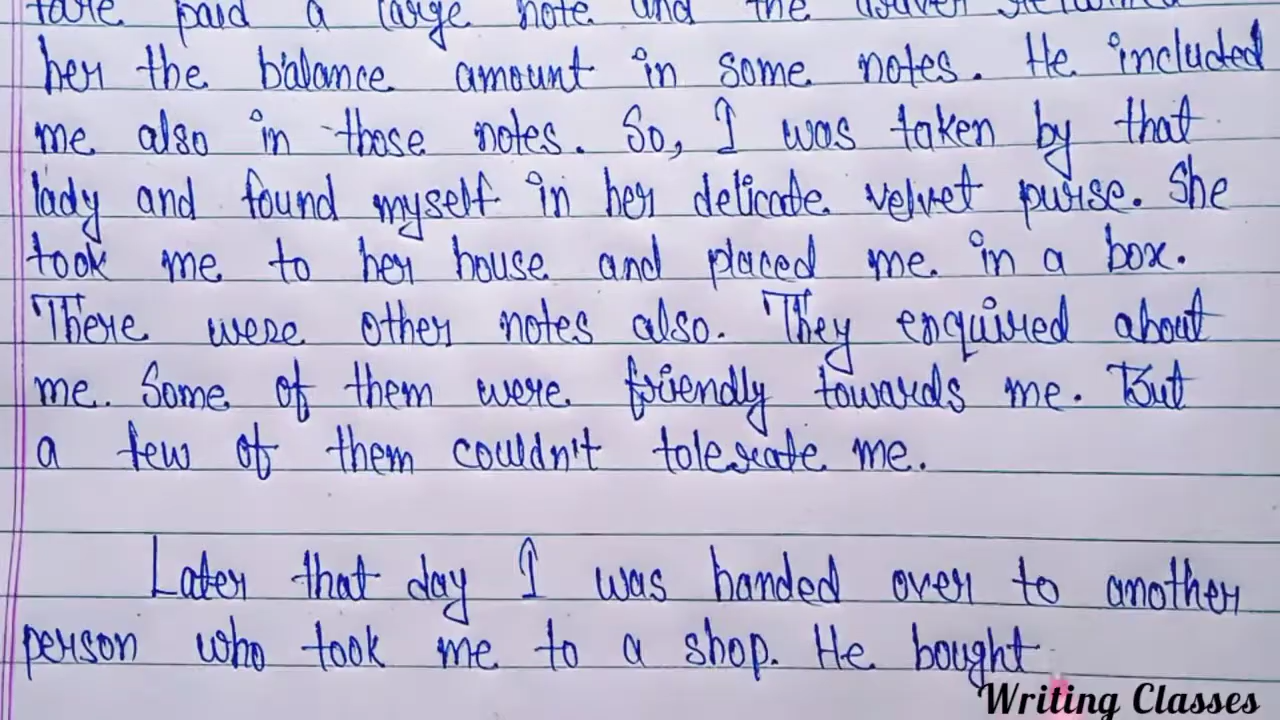 fare paid a large note and the driver returned
her the balance amount in some notes. He included
me also in those notes. So, I was taken by that
lady and found myself in her delicate velvet purse. She
took me to her house and placed me in a box.
There were other notes also. They enquired about
me. Some of them were friendly towards me. But
a few of them couldn't tolerate me.
Later that day I was handed over to another
person who took me to a shop. He bought
Writing Classes